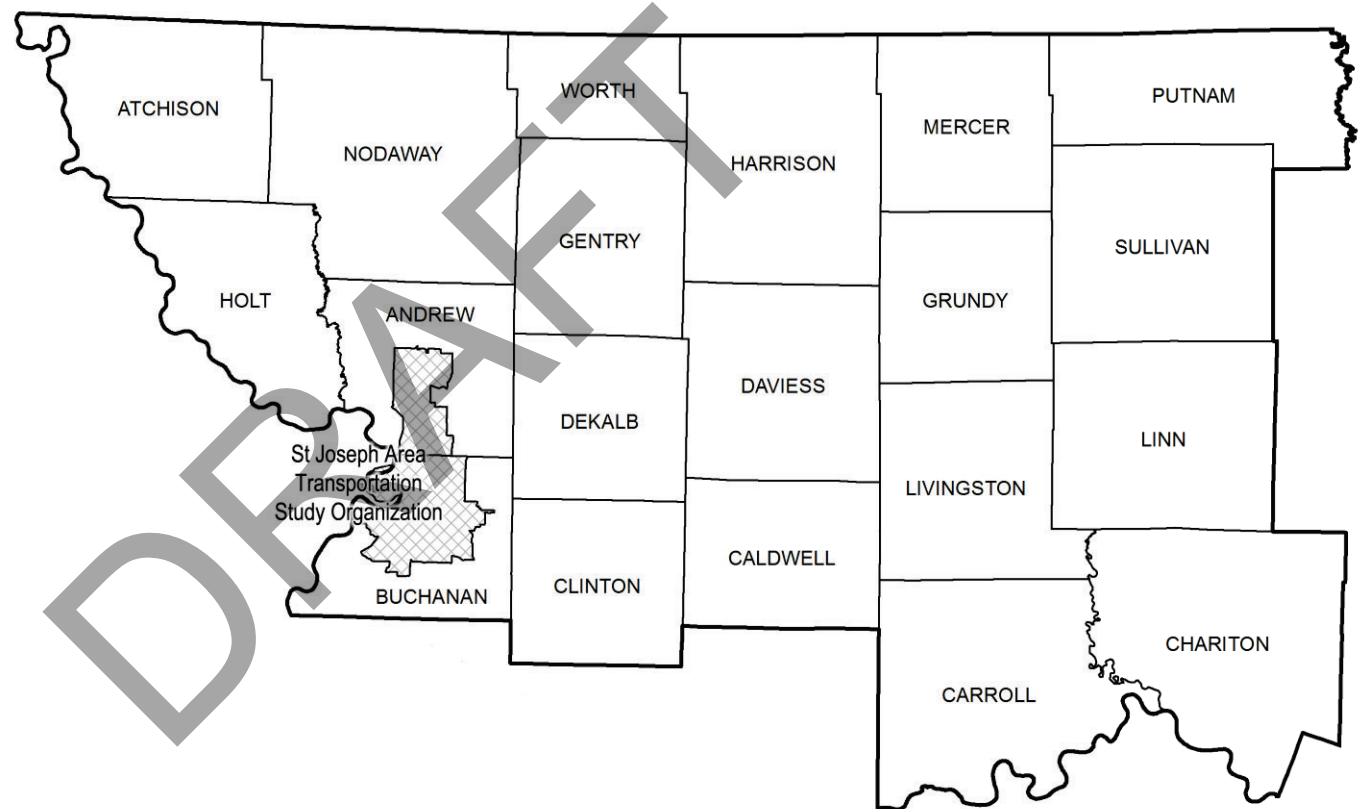 WORTH
PUTNAM
ATCHISON
MERCER
NODAWAY
HARRISON
GENTRY
SULLIVAN
HOLT
GRUNDY
ANDREW
DAVIESS
DEKALB
LINN
St Joseph Area
Transportation
Study Organization
LIVINGSTON
CALDWELL
CLINTON
BUCHANAN
CHARITON
CARROLL
DRAFT